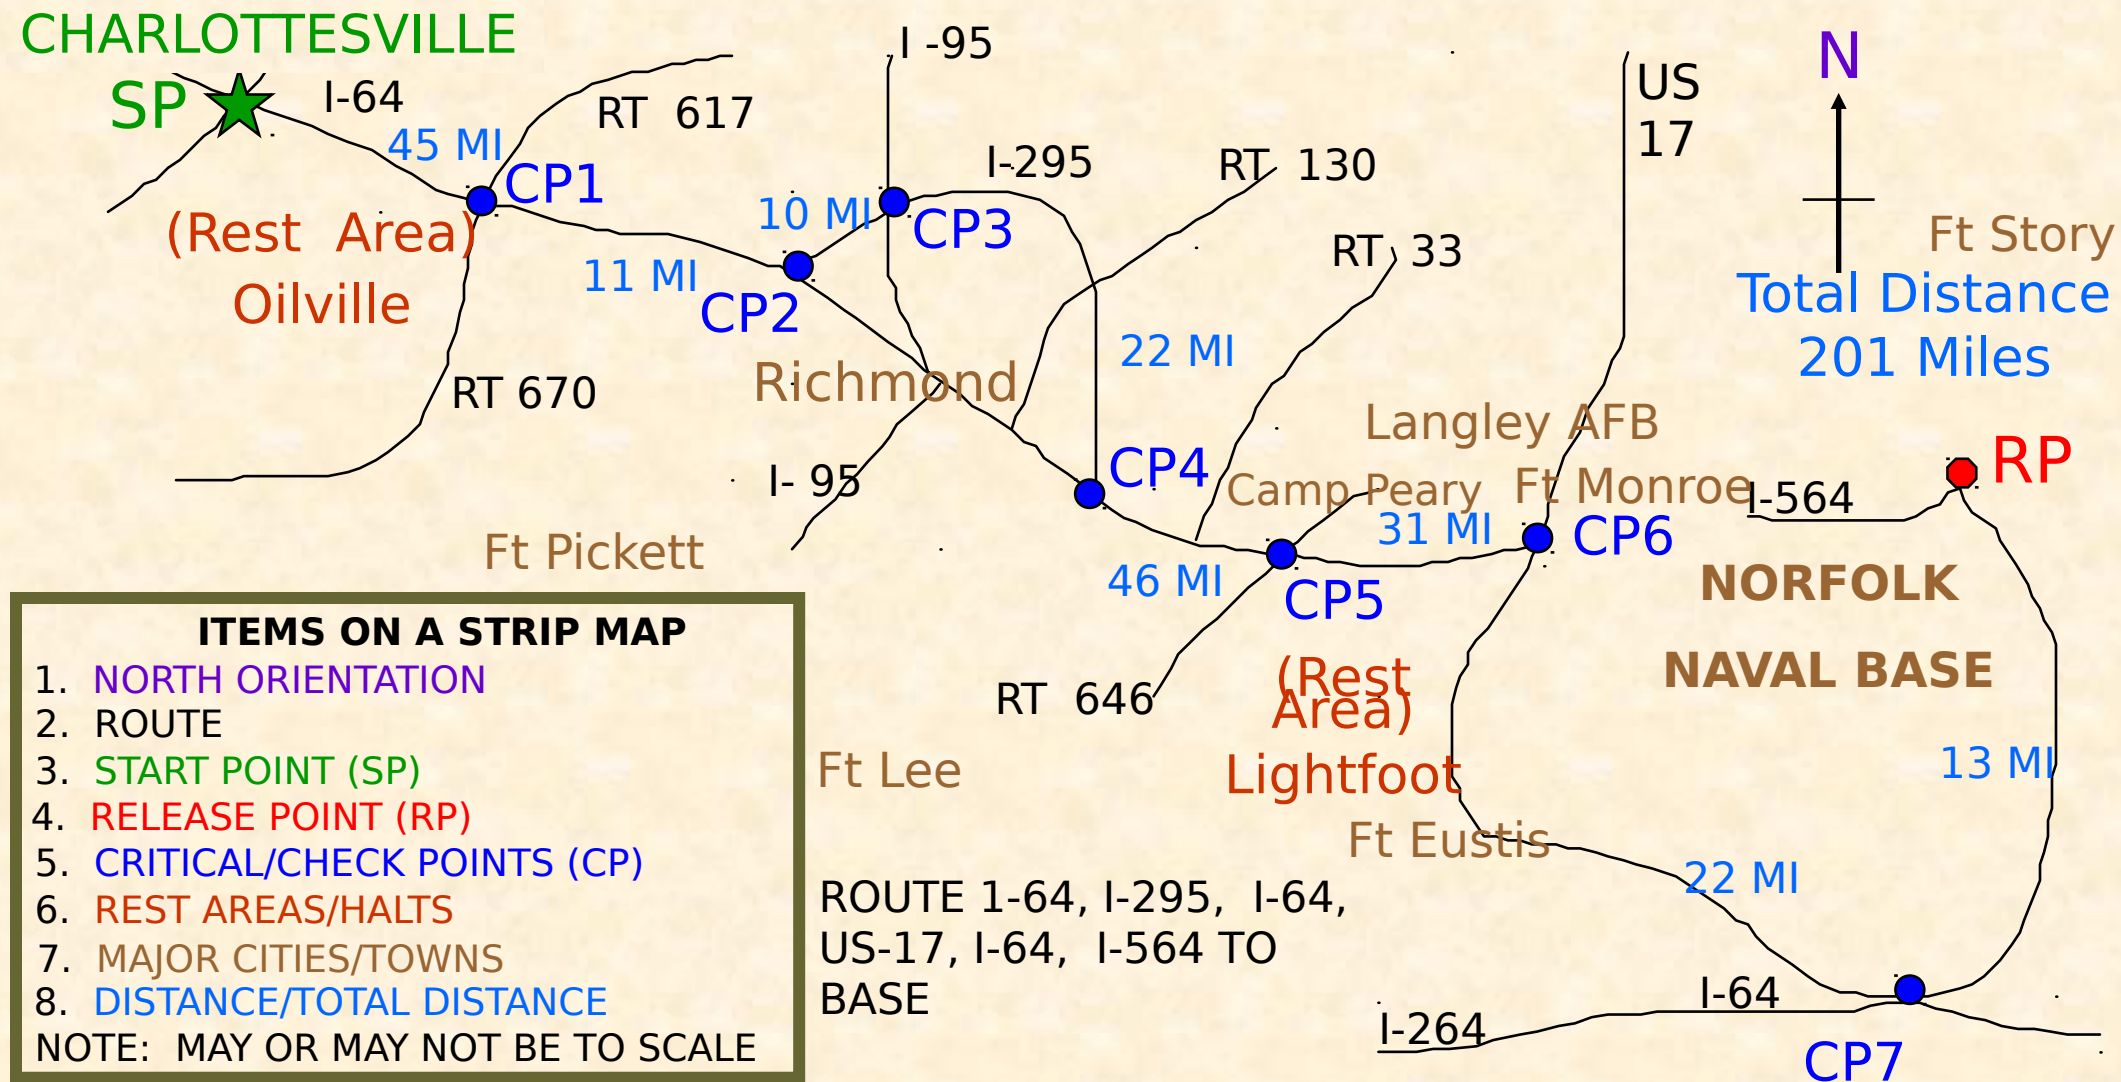 CHARLOTTESVILLE
SP
I-64
45 MI
RT  617
I -95
I-295
RT  130
US
17
N
CP1
(Rest  Area)
Oilville
10 MI
CP3
RT  33
Ft Story
11 MI
CP2
Total Distance
201 Miles
22 MI
Richmond
RT 670
Langley AFB
I- 95
CP4
Camp Peary
Ft Monroe
I-564
RP
Ft Pickett
46 MI
31 MI
CP6
CP5
NORFOLK
NAVAL BASE
RT  646
(Rest
Area)
Lightfoot
Ft Lee
13 MI
Ft Eustis
22 MI
ITEMS ON A STRIP MAP
1.  NORTH ORIENTATION
2.  ROUTE
3.  START POINT (SP)
4.  RELEASE POINT (RP)
5.  CRITICAL/CHECK POINTS (CP)
6.  REST AREAS/HALTS
7.  MAJOR CITIES/TOWNS
8.  DISTANCE/TOTAL DISTANCE
NOTE:  MAY OR MAY NOT BE TO SCALE
ROUTE 1-64, I-295,  I-64,
US-17, I-64,  I-564 TO
BASE
I-64
I-264
CP7